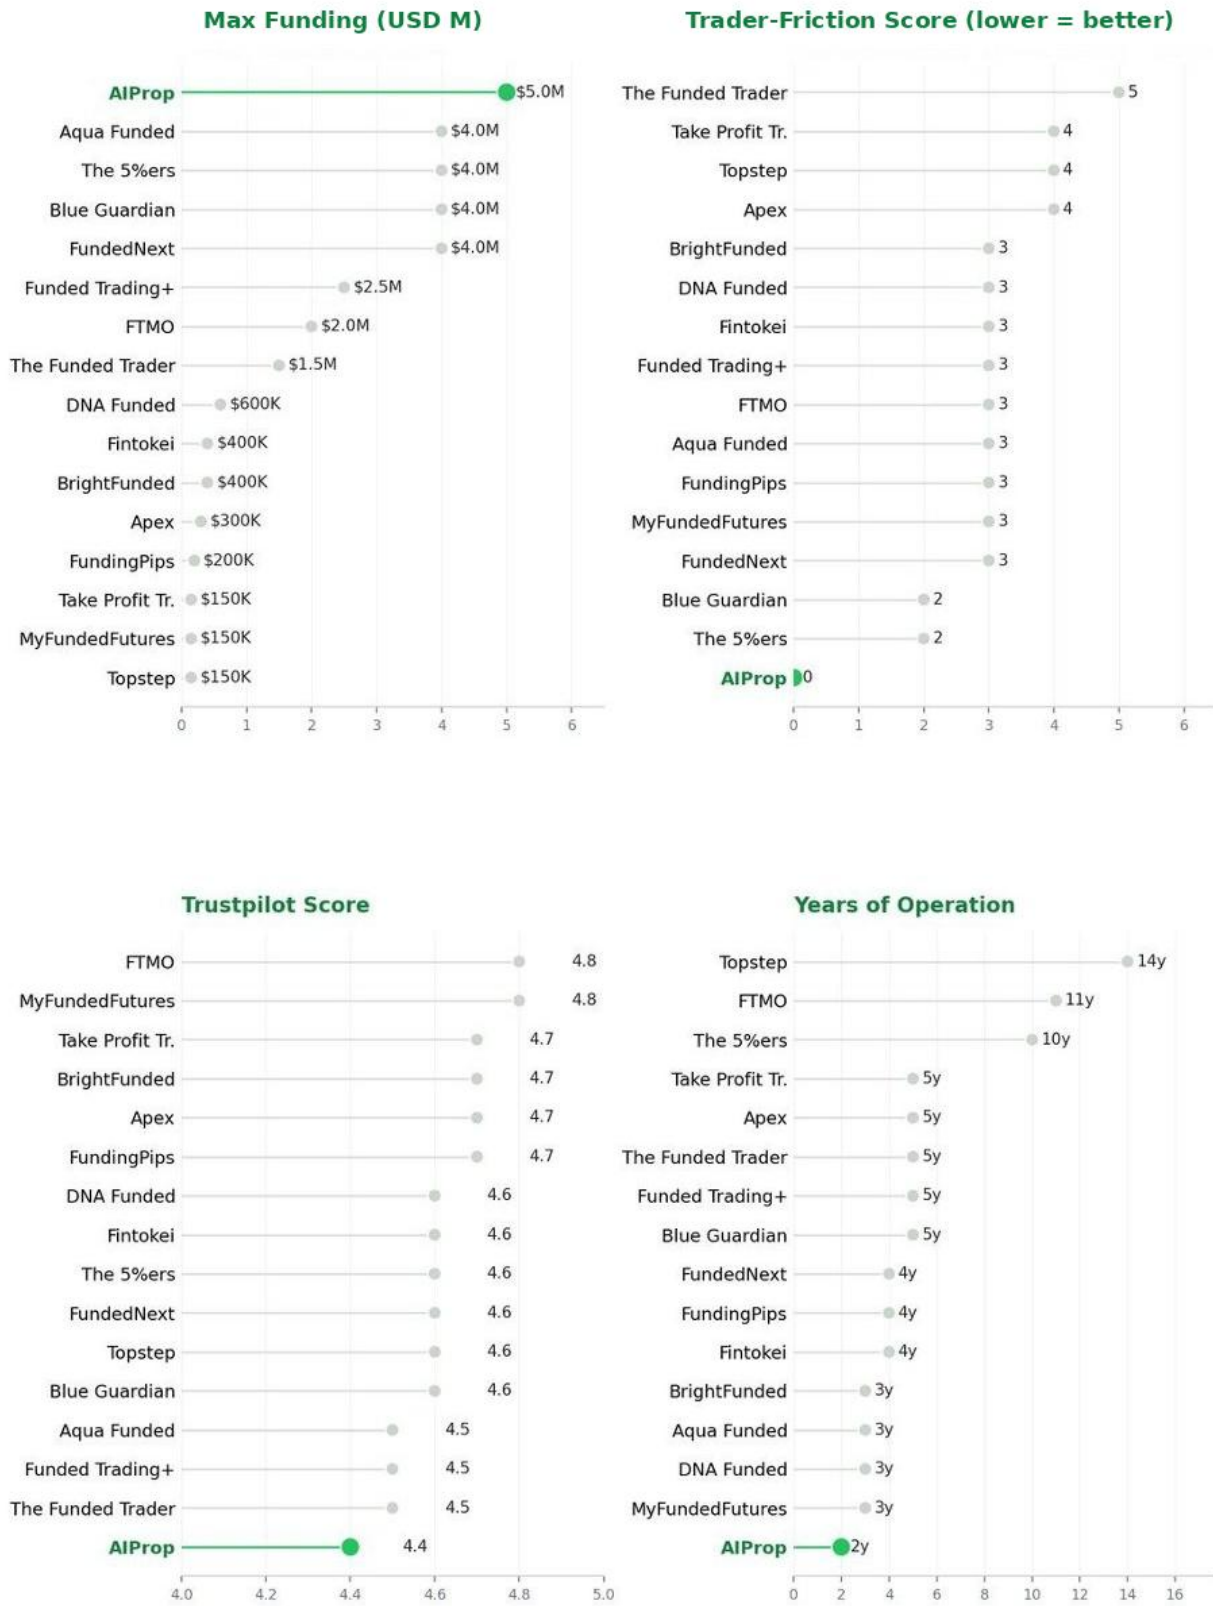 Max Funding (USD M)
AIProp $5.0M
Aqua Funded $4.0M
The 5%ers $4.0M
Blue Guardian $4.0M
FundedNext $4.0M
Funded Trading+ $2.5M
FTMO $2.0M
The Funded Trader $1.5M
DNA Funded $600K
Fintokei $400K
BrightFunded $400K
Apex $300K
FundingPips $200K
Take Profit Tr. $150K
MyFundedFutures $150K
Topstep $150K
0 1 2 3 4 5 6
Trader-Friction Score (lower = better)
The Funded Trader 5
Take Profit Tr. 4
Topstep 4
Apex 4
BrightFunded 3
DNA Funded 3
Fintokei 3
Funded Trading+ 3
FTMO 3
Aqua Funded 3
FundingPips 3
MyFundedFutures 3
FundedNext 3
Blue Guardian 2
The 5%ers 2
AIProp 0
0 1 2 3 4 5 6
Trustpilot Score
FTMO 4.8
MyFundedFutures 4.8
Take Profit Tr. 4.7
BrightFunded 4.7
Apex 4.7
FundingPips 4.7
DNA Funded 4.6
Fintokei 4.6
The 5%ers 4.6
FundedNext 4.6
Topstep 4.6
Blue Guardian 4.6
Aqua Funded 4.5
Funded Trading+ 4.5
The Funded Trader 4.5
AIProp 4.4
4.0 4.2 4.4 4.6 4.8 5.0
Years of Operation
Topstep 14y
FTMO 11y
The 5%ers 10y
Take Profit Tr. 5y
Apex 5y
The Funded Trader 5y
Funded Trading+ 5y
Blue Guardian 5y
FundedNext 4y
FundingPips 4y
Fintokei 4y
BrightFunded 3y
Aqua Funded 3y
DNA Funded 3y
MyFundedFutures 3y
AIProp 2y
0 2 4 6 8 10 12 14 16